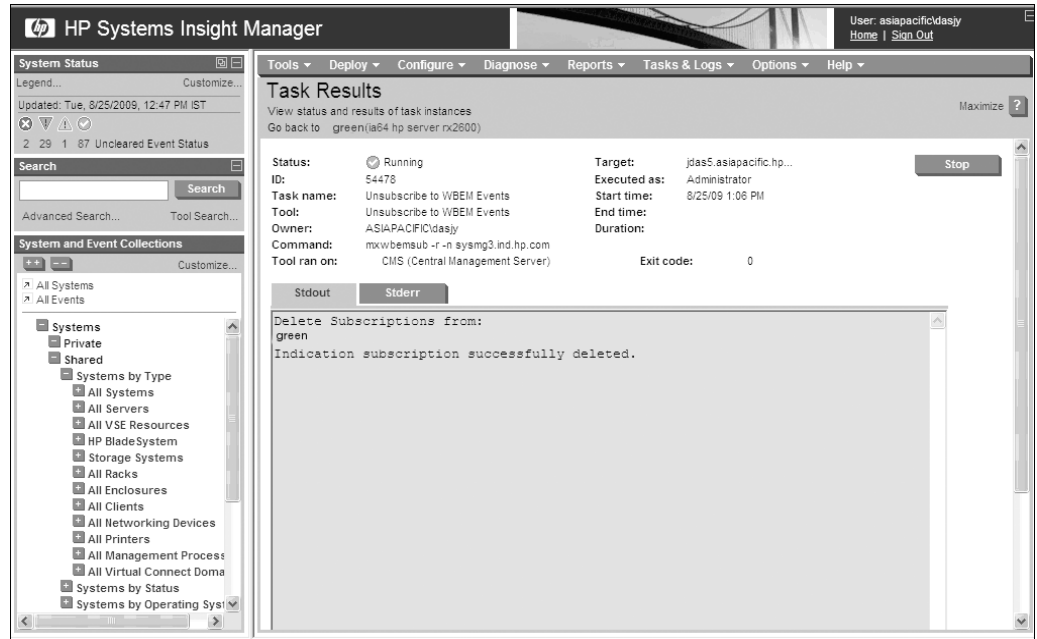 hp HP Systems Insight Manager
User: asiapacific\dasjy
Home | Sign Out
System Status
Legend... Customize...
Updated: Tue, 8/25/2009, 12:47 PM IST
2 29 1 87 Uncleared Event Status
Search
Search
Advanced Search... Tool Search...
System and Event Collections
Customize...
All Systems
All Events
Systems
Private
Shared
Systems by Type
All Systems
All Servers
All VSE Resources
HP BladeSystem
Storage Systems
All Racks
All Enclosures
All Clients
All Networking Devices
All Printers
All Management Process
All Virtual Connect Doma
Systems by Status
Systems by Operating Syst
Tools Deploy Configure Diagnose Reports Tasks & Logs Options Help
Task Results
View status and results of task instances
Go back to green(ia64 hp server rx2600)
Maximize ?
Status: Running Target: jdas5.asiapacific.hp...
Stop
ID: 54478 Executed as: Administrator
Task name: Unsubscribe to WBEM Events Start time: 8/25/09 1:06 PM
Tool: Unsubscribe to WBEM Events End time:
Owner: ASIAPACIFIC\dasjy Duration:
Command: mxwbemsub -r -n sysmg3.ind.hp.com
Tool ran on: CMS (Central Management Server) Exit code: 0
Stdout Stderr
Delete Subscriptions from:
green
Indication subscription successfully deleted.